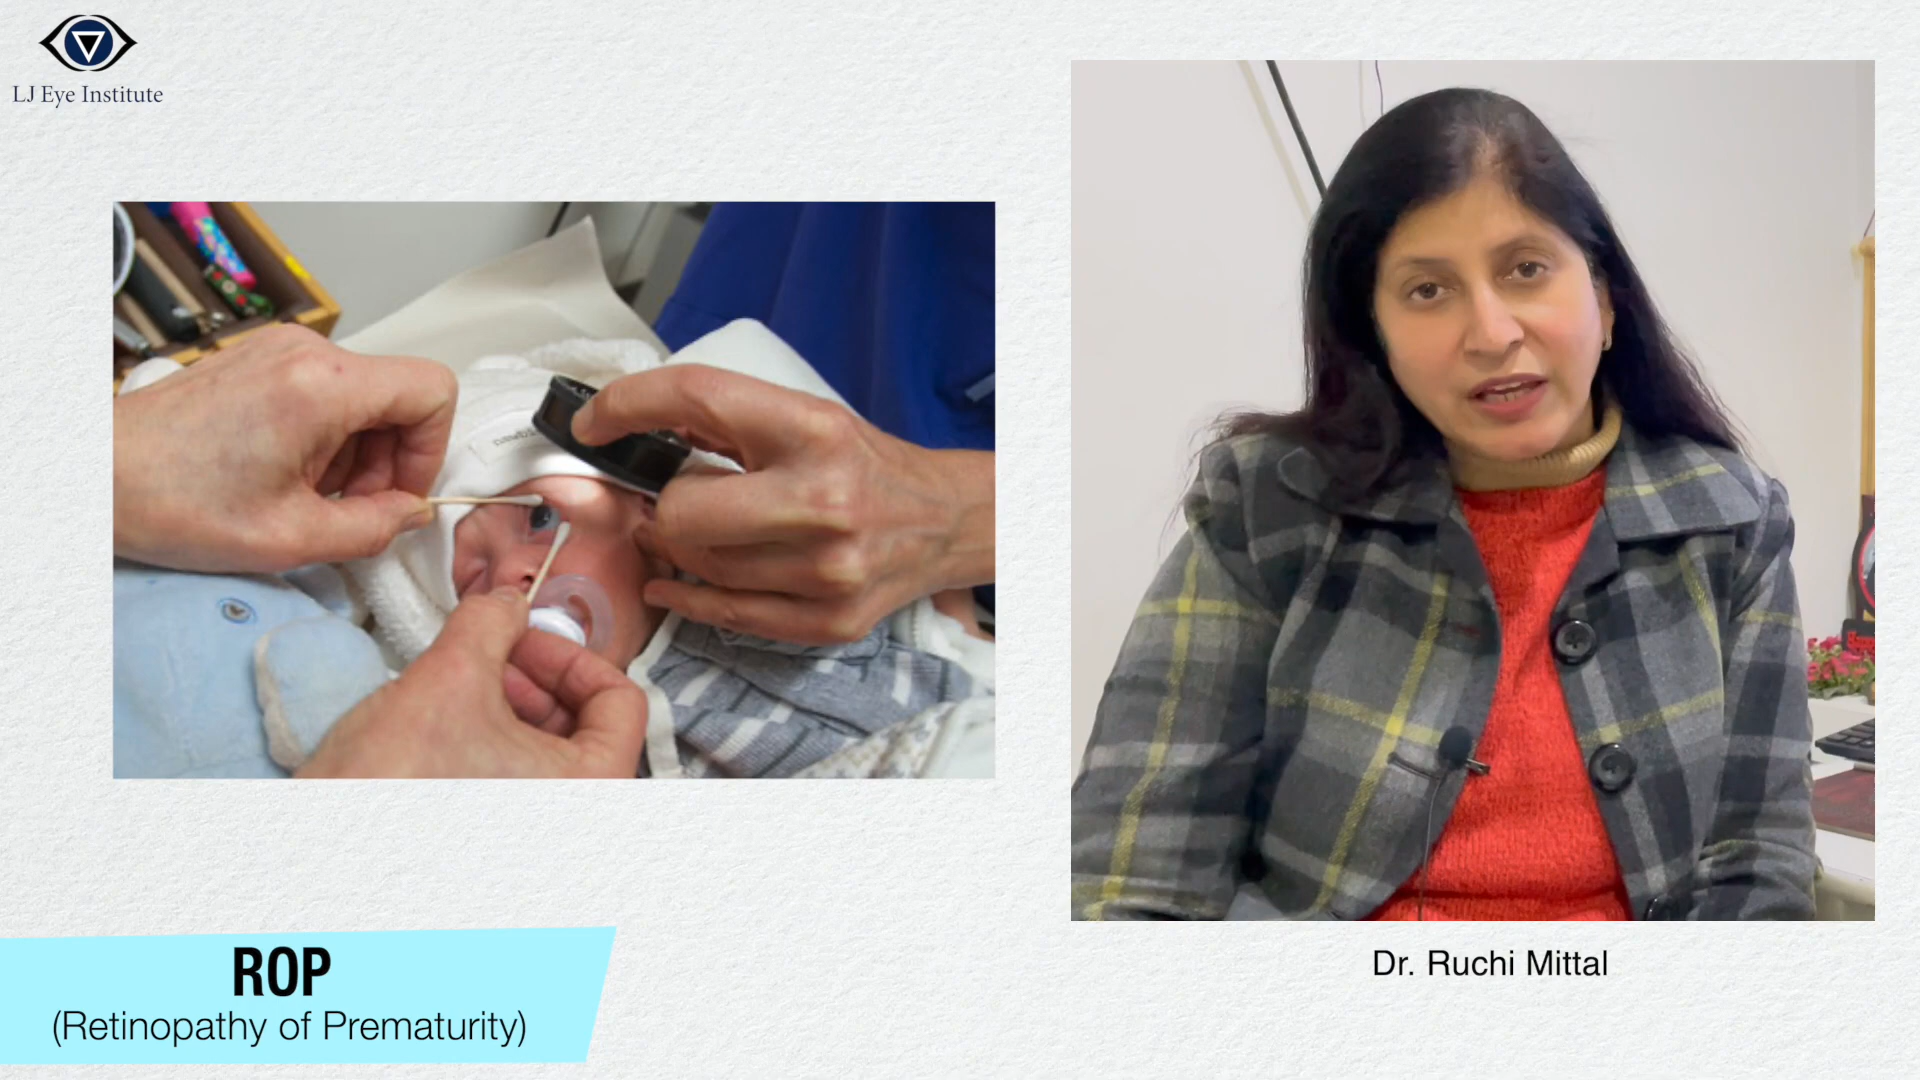 LJ Eye Institute
ROP
(Retinopathy of Prematurity)
Dr. Ruchi Mittal